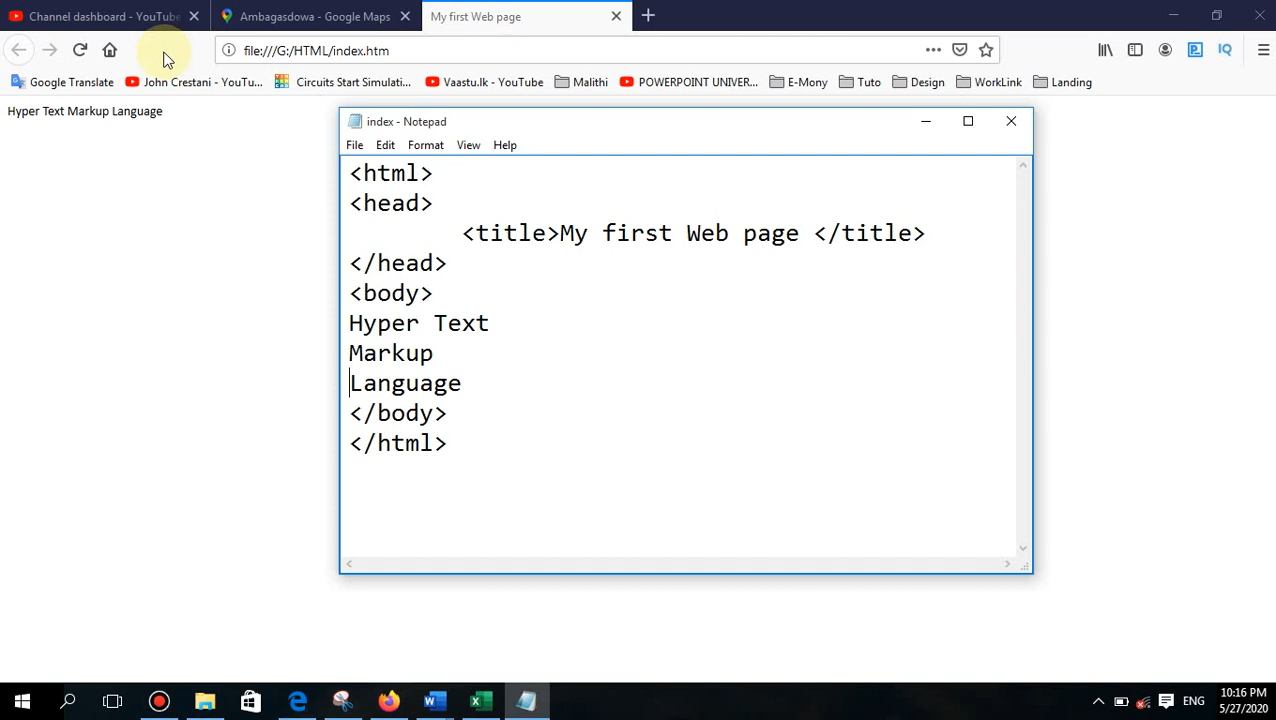 Channel dashboard - YouTube
Ambagasdowa - Google Maps
My first Web page
file:///G:/HTML/index.htm
Google Translate
John Crestani - YouTu...
Circuits Start Simulati...
Vaastu.lk - YouTube
Malithi
POWERPOINT UNIVER...
E-Mony
Tuto
Design
WorkLink
Landing
IQ
Hyper Text Markup Language
index - Notepad
File Edit Format View Help
<html>
<head>
<title>My first Web page </title>
</head>
<body>
Hyper Text
Markup
Language
</body>
</html>
ENG
10:16 PM
5/27/2020